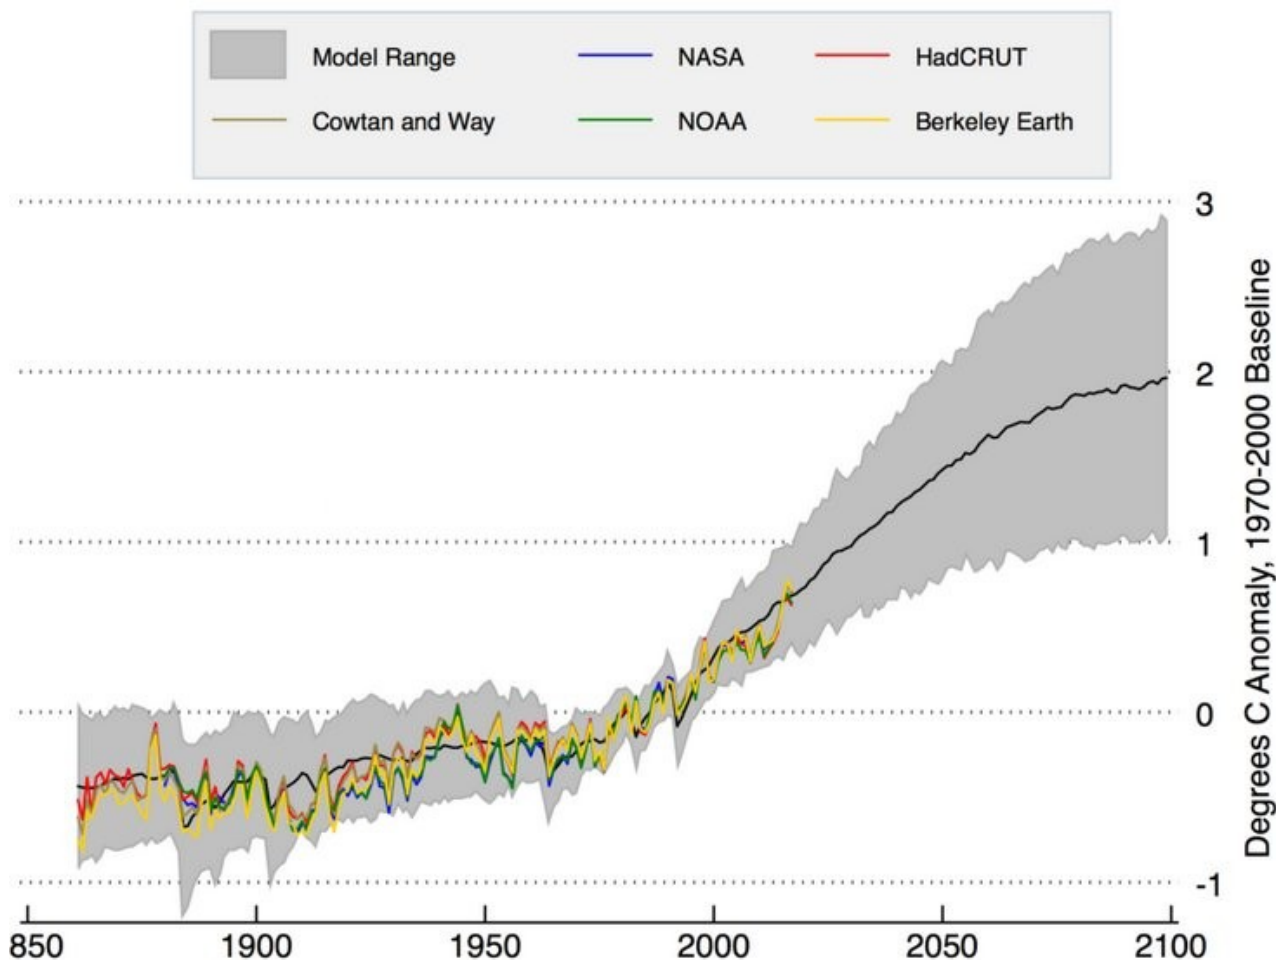 Model Range NASA HadCRUT
Cowtan and Way NOAA Berkeley Earth
3
2
1
0
-1
Degrees C Anomaly, 1970-2000 Baseline
850 1900 1950 2000 2050 2100